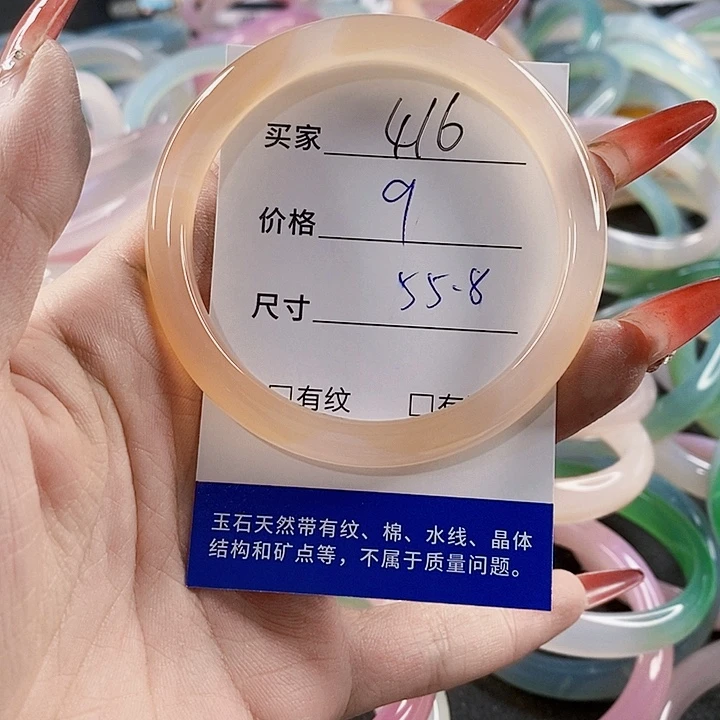 买家 416
价格 9
尺寸 55.8
□有纹 □有
玉石天然带有纹、棉、水线、晶体
结构和矿点等，不属于质量问题。